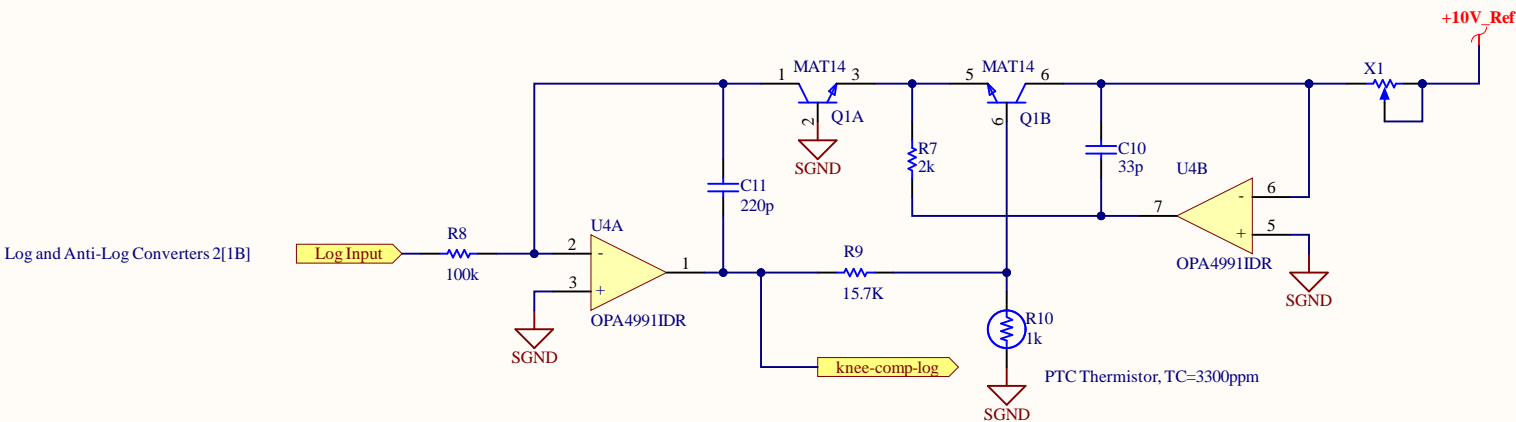 +10V_Ref
X1
MAT14
MAT14
1
3
5
6
Q1A
Q1B
2
6
SGND
R7
2k
C10
33p
U4B
C11
220p
6
-
7
5
+
OPA4991IDR
SGND
U4A
Log and Anti-Log Converters 2[1B]
Log Input
R8
100k
2
-
1
3
+
OPA4991IDR
SGND
R9
15.7K
R10
1k
knee-comp-log
PTC Thermistor, TC=3300ppm
SGND